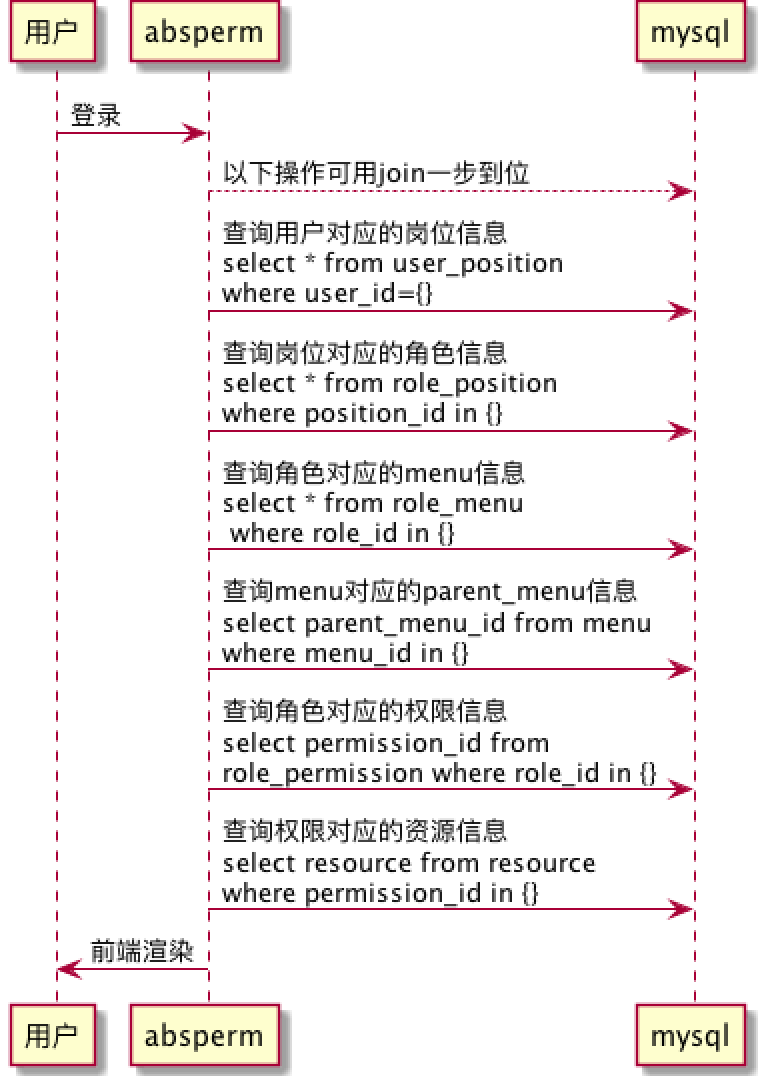 用户 absperm mysql
登录
以下操作可用join一步到位
查询用户对应的岗位信息
select * from user_position
where user_id={}
查询岗位对应的角色信息
select * from role_position
where position_id in {}
查询角色对应的menu信息
select * from role_menu
where role_id in {}
查询menu对应的parent_menu信息
select parent_menu_id from menu
where menu_id in {}
查询角色对应的权限信息
select permission_id from
role_permission where role_id in {}
查询权限对应的资源信息
select resource from resource
where permission_id in {}
前端渲染
用户 absperm mysql